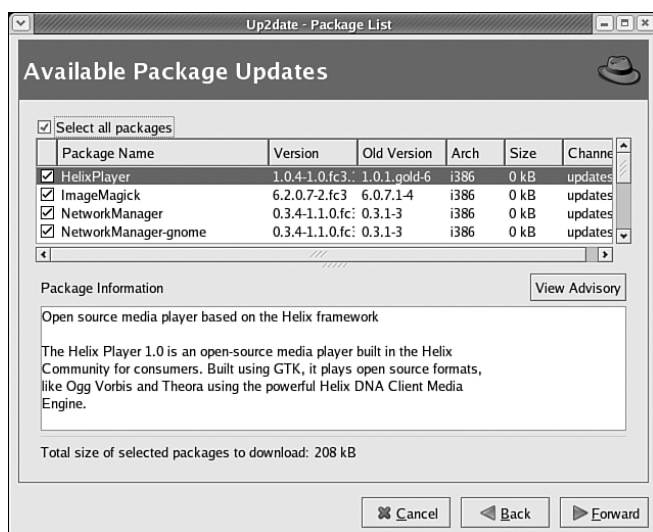 Up2date - Package List
Available Package Updates
Select all packages
Package Name Version Old Version Arch Size Channe
HelixPlayer 1.0.4-1.0.fc3. 1.0.1.gold-6 i386 0 kB updates
ImageMagick 6.2.0.7-2.fc3 6.0.7.1-4 i386 0 kB updates
NetworkManager 0.3.4-1.1.0.fc 0.3.1-3 i386 0 kB updates
NetworkManager-gnome 0.3.4-1.1.0.fc 0.3.1-3 i386 0 kB updates
Package Information
View Advisory
Open source media player based on the Helix framework
The Helix Player 1.0 is an open-source media player built in the Helix
Community for consumers. Built using GTK, it plays open source formats,
like Ogg Vorbis and Theora using the powerful Helix DNA Client Media
Engine.
Total size of selected packages to download: 208 kB
Cancel Back Forward